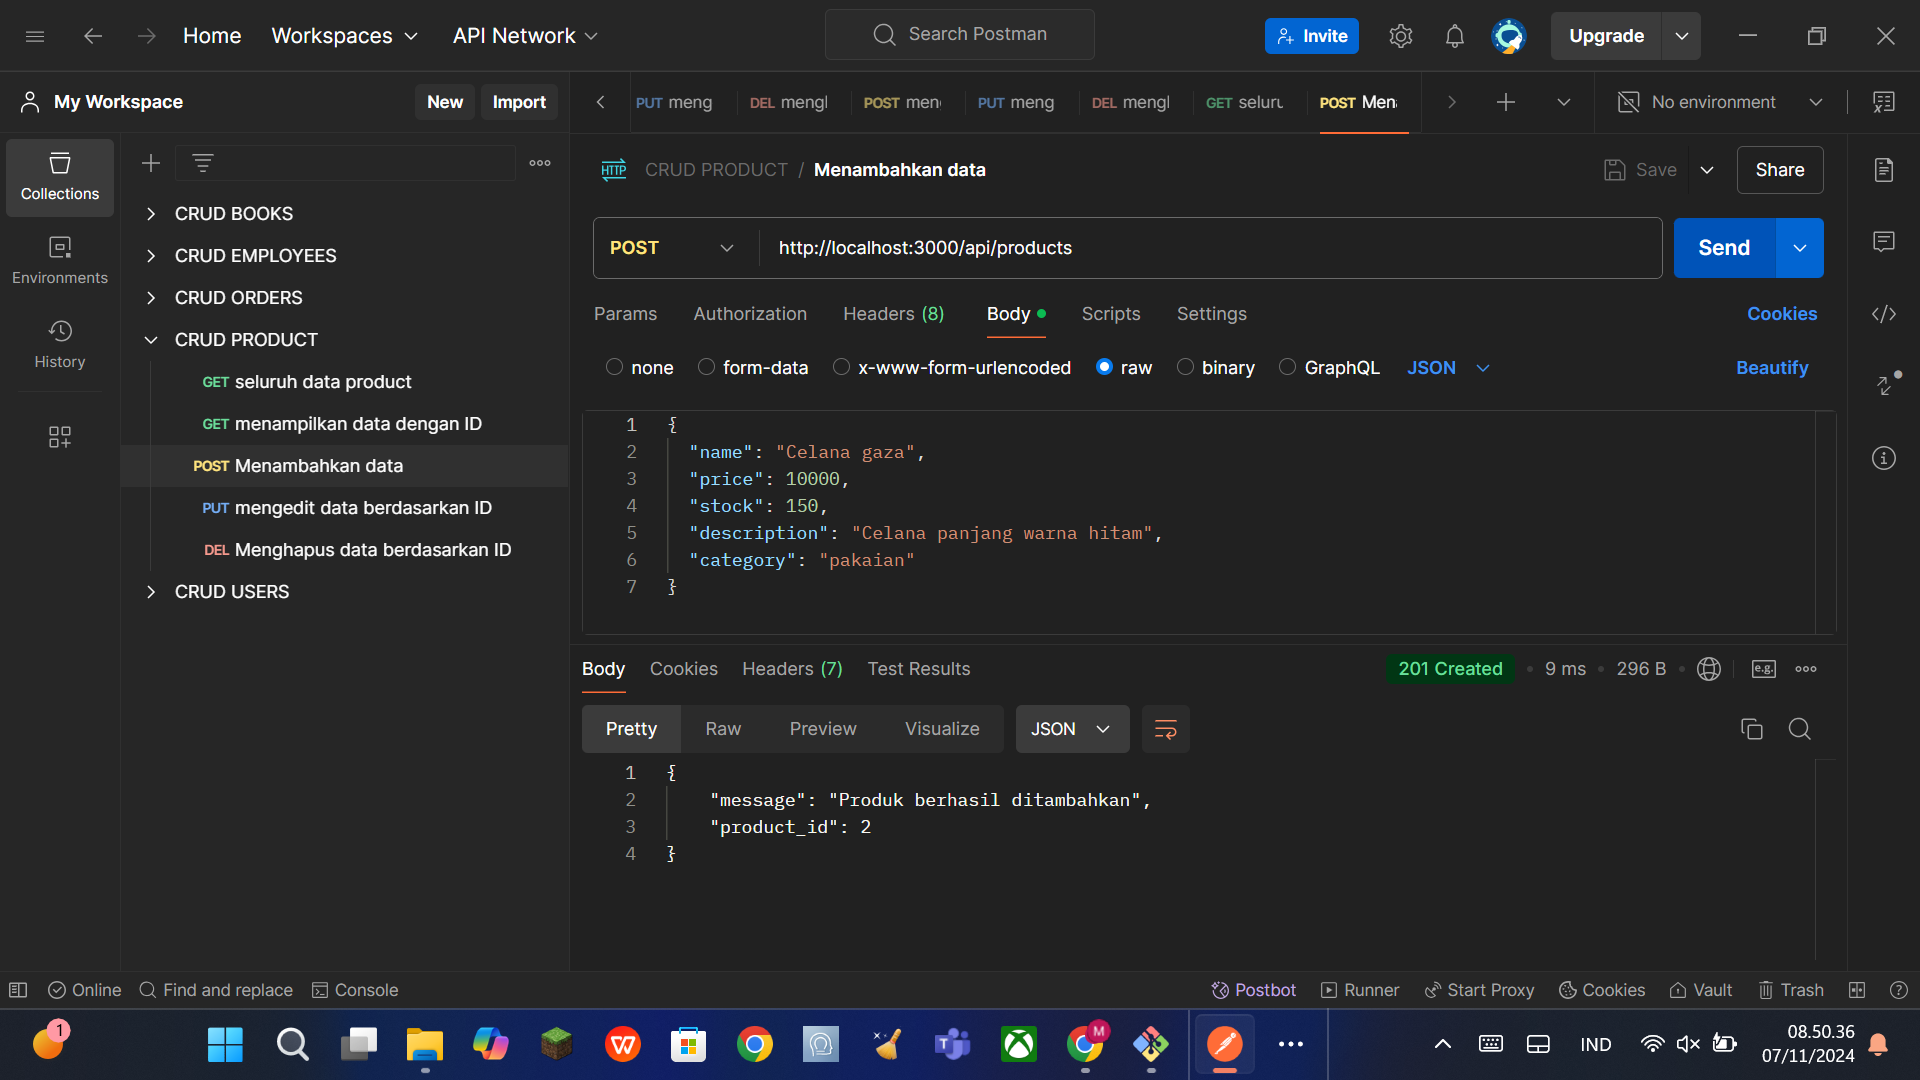 Home
Workspaces
API Network
Search Postman
Invite
Upgrade
My Workspace
New
Import
PUT meng
DEL mengl
POST men
PUT meng
DEL mengl
GET selur
POST Men
No environment
Collections
Environments
History
CRUD BOOKS
CRUD EMPLOYEES
CRUD ORDERS
CRUD PRODUCT
GET seluruh data product
GET menampilkan data dengan ID
POST Menambahkan data
PUT mengedit data berdasarkan ID
DEL Menghapus data berdasarkan ID
CRUD USERS
HTTP CRUD PRODUCT / Menambahkan data
Save
Share
POST
http://localhost:3000/api/products
Send
Params Authorization Headers (8) Body Scripts Settings
Cookies
none form-data x-www-form-urlencoded raw binary GraphQL JSON
Beautify
1 {
2 "name": "Celana gaza",
3 "price": 10000,
4 "stock": 150,
5 "description": "Celana panjang warna hitam",
6 "category": "pakaian"
7 }
Body Cookies Headers (7) Test Results
201 Created • 9 ms • 296 B
e.g.
Pretty Raw Preview Visualize JSON
1 {
2 "message": "Produk berhasil ditambahkan",
3 "product_id": 2
4 }
Online Find and replace Console
Postbot Runner Start Proxy Cookies Vault Trash
1
M
IND
08.50.36
07/11/2024